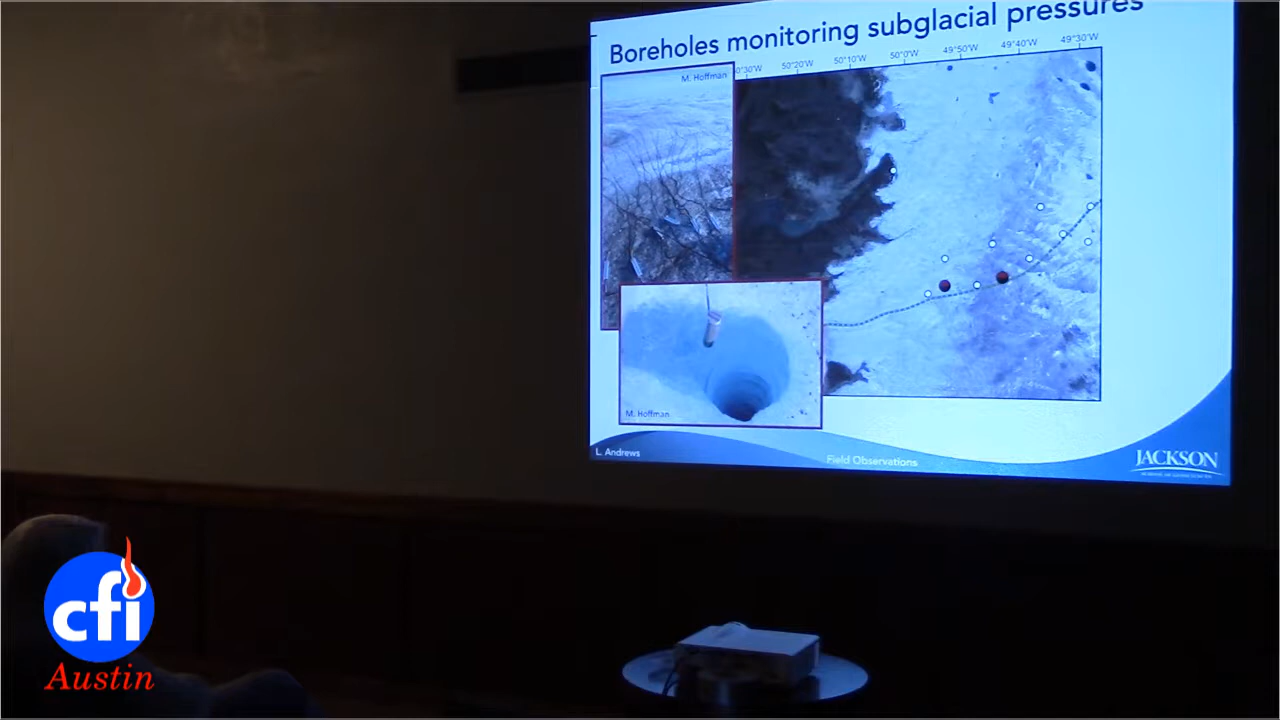 Boreholes monitoring subglacial pressures
M. Hoffman
0°30'W 50°20'W 50°10'W 50°0'W 49°50'W 49°40'W 49°30'W
M. Hoffman
L. Andrews
Field Observations
JACKSON
cfi
Austin